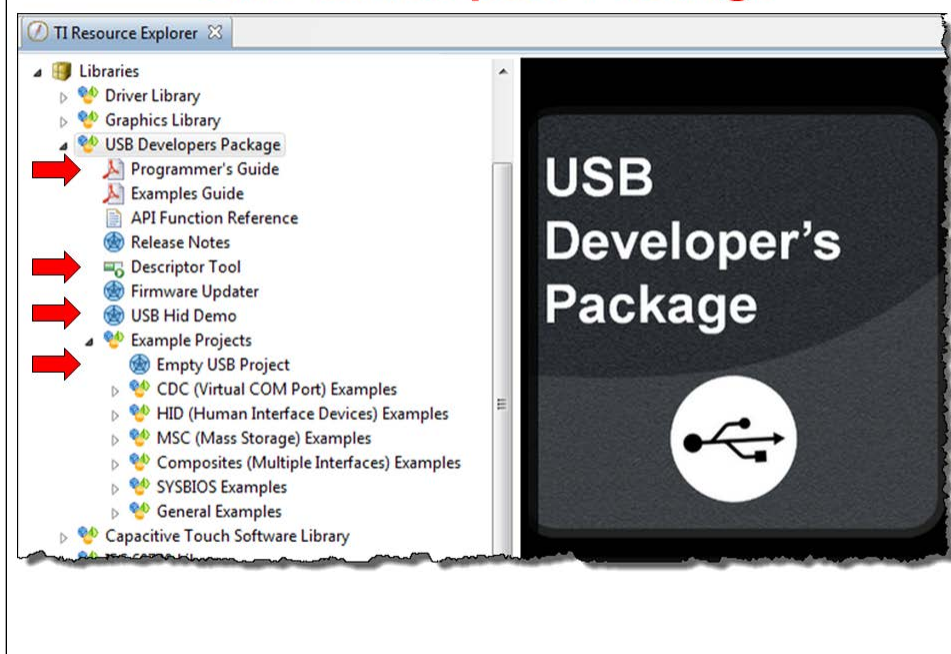 TI Resource Explorer
Libraries
Driver Library
Graphics Library
USB Developers Package
Programmer's Guide
Examples Guide
API Function Reference
Release Notes
Descriptor Tool
Firmware Updater
USB Hid Demo
Example Projects
Empty USB Project
CDC (Virtual COM Port) Examples
HID (Human Interface Devices) Examples
MSC (Mass Storage) Examples
Composites (Multiple Interfaces) Examples
SYSBIOS Examples
General Examples
Capacitive Touch Software Library
USB
Developer's
Package